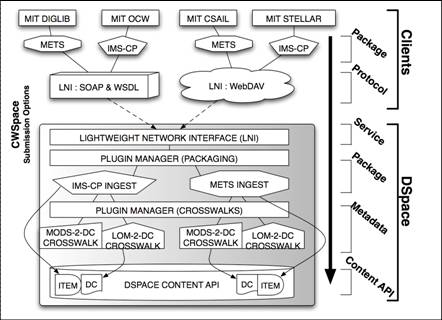 MIT DIGLIB
MIT OCW
MIT CSAIL
MIT STELLAR
METS
IMS-CP
METS
IMS-CP
LNI : SOAP & WSDL
LNI : WebDAV
CWSpace
Submission Options
LIGHTWEIGHT NETWORK INTERFACE (LNI)
PLUGIN MANAGER (PACKAGING)
IMS-CP INGEST
METS INGEST
PLUGIN MANAGER (CROSSWALKS)
MODS-2-DC
CROSSWALK
LOM-2-DC
CROSSWALK
MODS-2-DC
CROSSWALK
LOM-2-DC
CROSSWALK
ITEM
DC
DSPACE CONTENT API
DC
ITEM
Package
Protocol
Clients
Service
Package
Metadata
Content API
DSpace